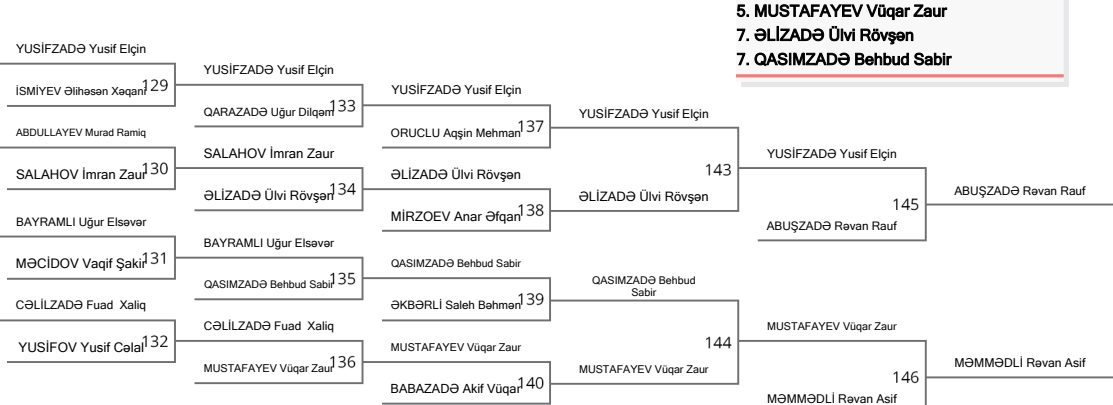 5. MUSTAFAYEV Vüqar Zaur
7. ƏLİZADƏ Ülvi Rövşən
7. QASIMZADƏ Behbud Sabir
YUSİFZADƏ Yusif Elçin
İSMİYEV Əlihəsən Xəqani
129
ABDULLAYEV Murad Ramiq
SALAHOV İmran Zaur
130
BAYRAMLI Uğur Elsəvər
MƏCİDOV Vaqif Şakir
131
CƏLİLZADƏ Fuad Xaliq
YUSİFOV Yusif Cəlal
132
YUSİFZADƏ Yusif Elçin
QARAZADƏ Uğur Dilqəm
133
SALAHOV İmran Zaur
ƏLİZADƏ Ülvi Rövşən
134
BAYRAMLI Uğur Elsəvər
QASIMZADƏ Behbud Sabir
135
CƏLİLZADƏ Fuad Xaliq
MUSTAFAYEV Vüqar Zaur
136
YUSİFZADƏ Yusif Elçin
ORUCLU Aqşin Mehman
137
ƏLİZADƏ Ülvi Rövşən
MİRZOEV Anar Əfqan
138
QASIMZADƏ Behbud Sabir
ƏKBƏRLİ Saleh Bəhmən
139
MUSTAFAYEV Vüqar Zaur
BABAZADƏ Akif Vüqar
140
YUSİFZADƏ Yusif Elçin
143
ƏLİZADƏ Ülvi Rövşən
QASIMZADƏ Behbud
Sabir
144
MUSTAFAYEV Vüqar Zaur
YUSİFZADƏ Yusif Elçin
145
ABUŞZADƏ Rəvan Rauf
MUSTAFAYEV Vüqar Zaur
146
MƏMMƏDLİ Rəvan Asif
ABUŞZADƏ Rəvan Rauf
MƏMMƏDLİ Rəvan Asif